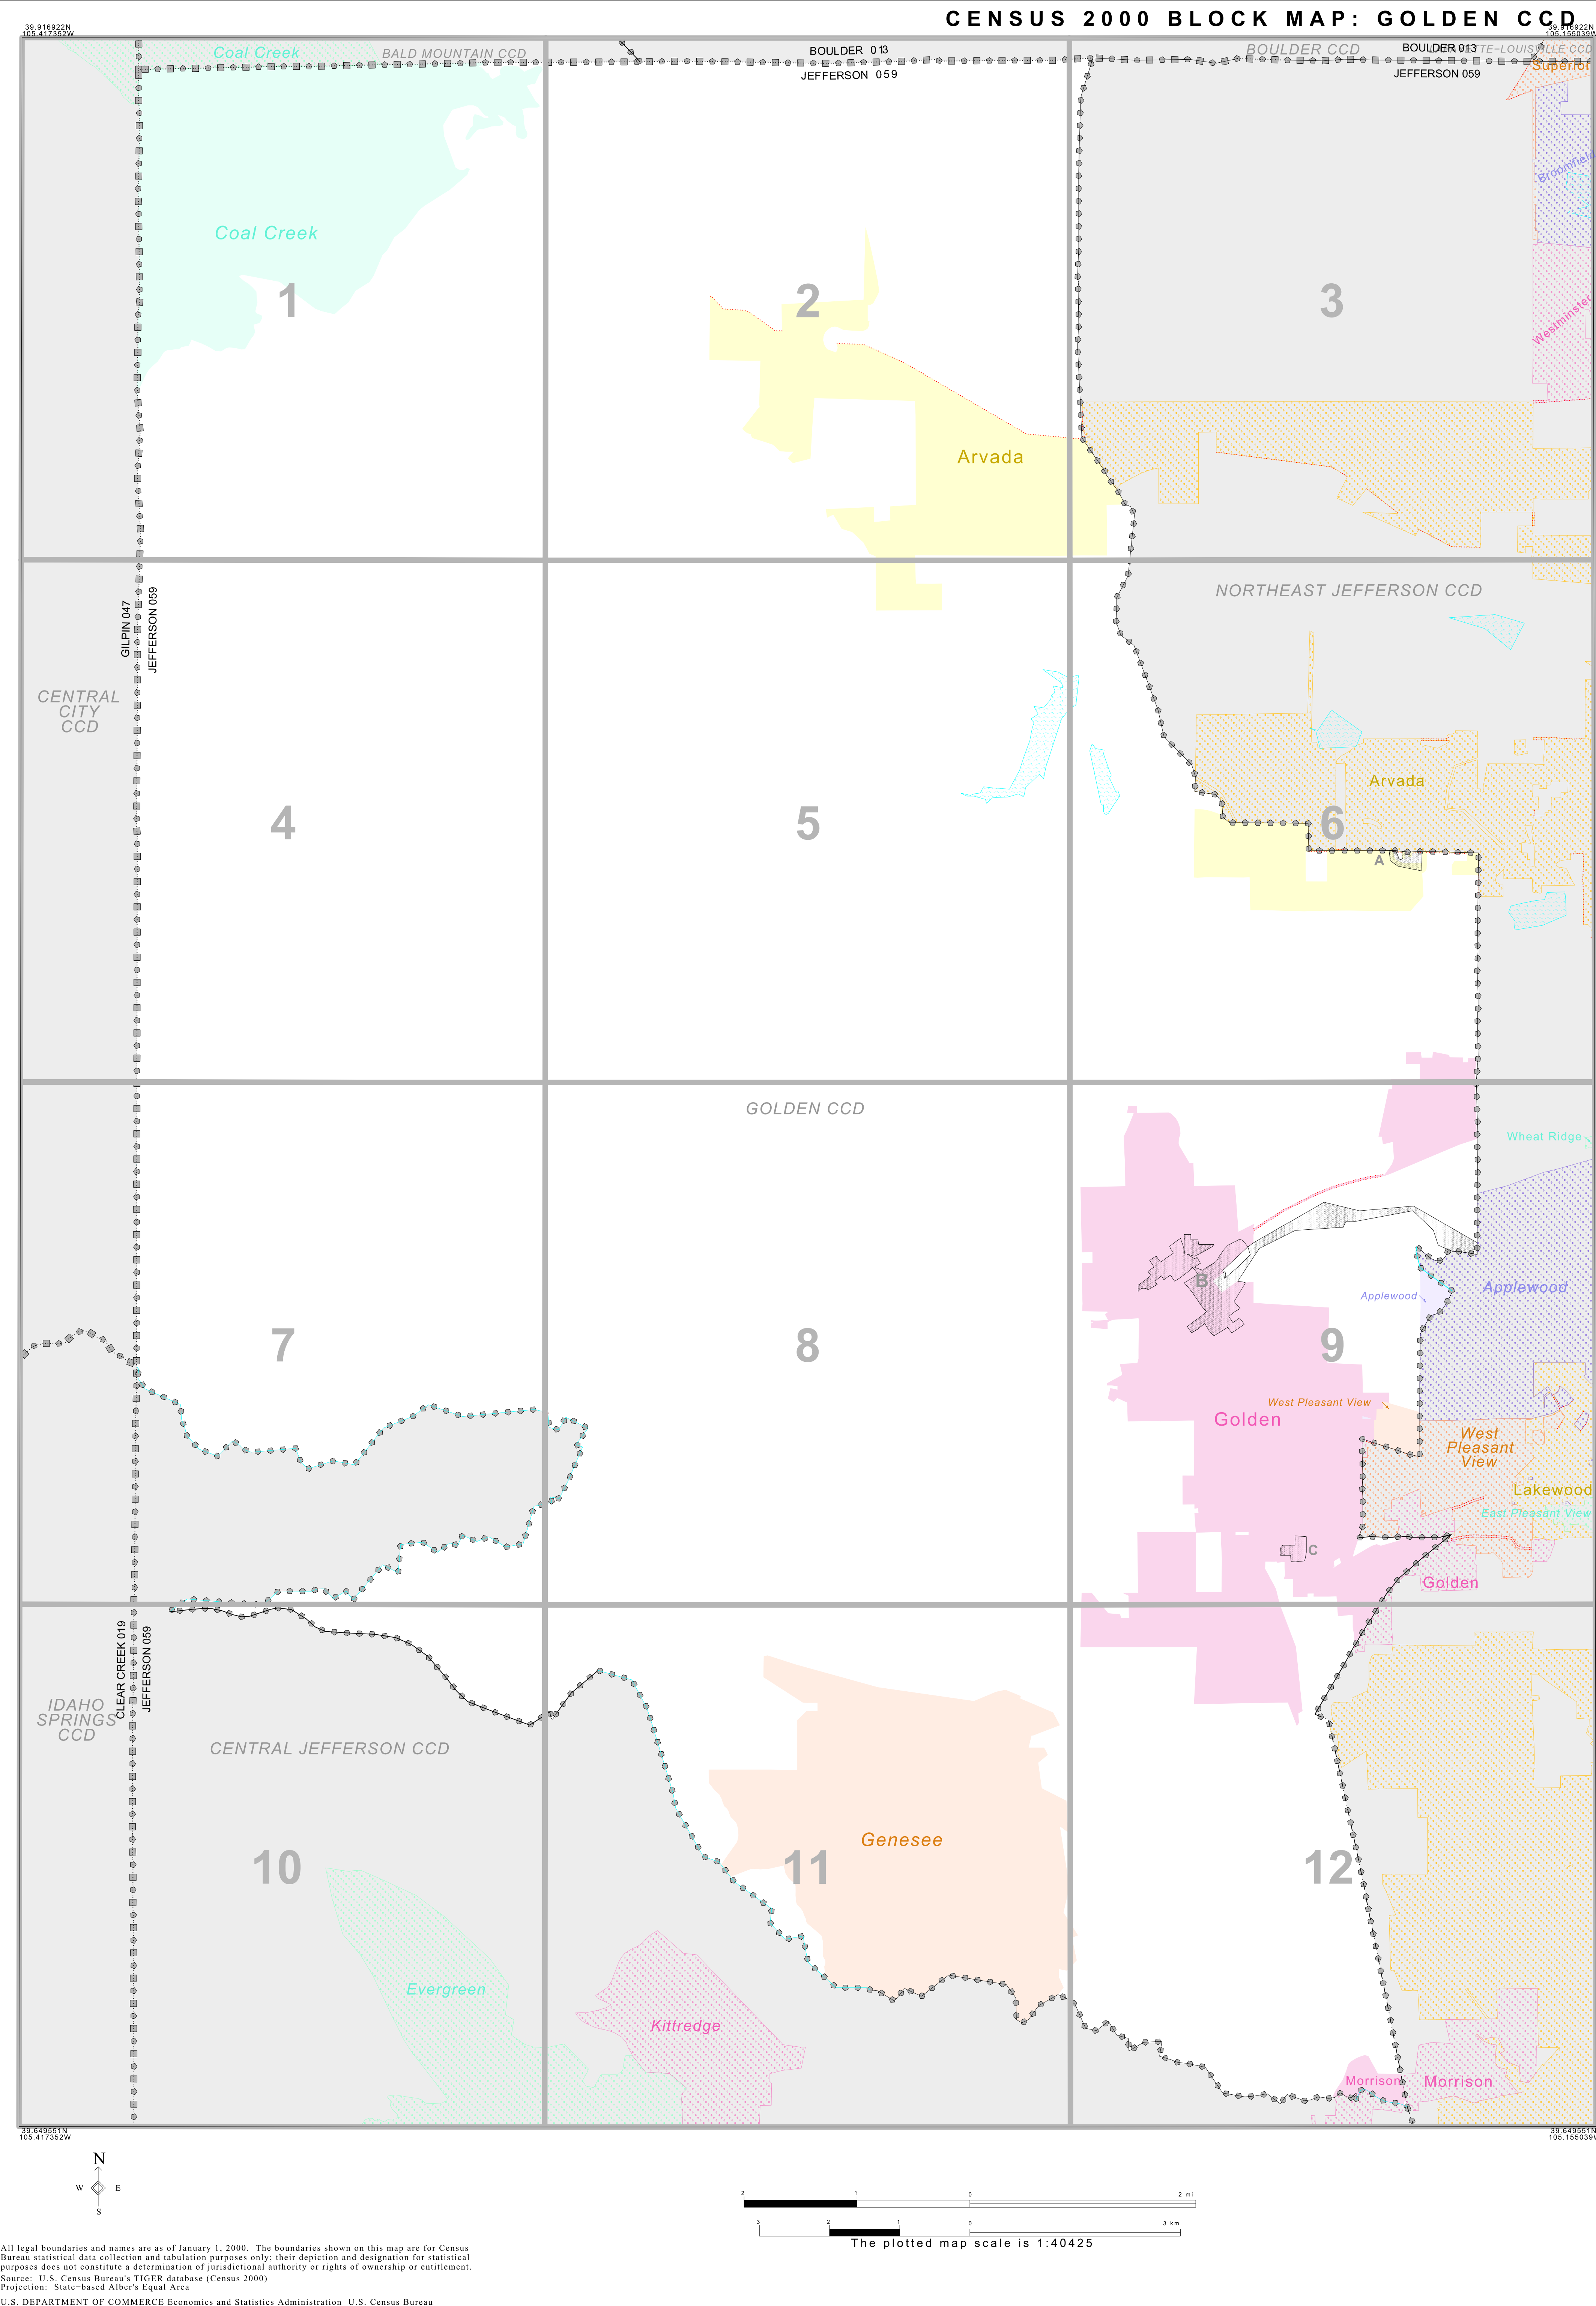 CENSUS 2000 BLOCK MAP: GOLDEN CCD
39.916922N
105.417352W
39.916922N
105.155039W
Coal Creek
BALD MOUNTAIN CCD
BOULDER 013
JEFFERSON 059
BOULDER CCD
BOULDER 013
JEFFERSON 059
Superior
Broomfield
Coal Creek
1
2
3
Westminster
Arvada
GILPIN 047
JEFFERSON 059
NORTHEAST JEFFERSON CCD
CENTRAL
CITY
CCD
Arvada
4
5
6
A
GOLDEN CCD
Wheat Ridge
B
Applewood
Applewood
7
8
9
West Pleasant View
Golden
West
Pleasant
View
Lakewood
East Pleasant View
C
Golden
CLEAR CREEK 019
JEFFERSON 059
IDAHO
SPRINGS
CCD
CENTRAL JEFFERSON CCD
Genesee
10
11
12
Evergreen
Kittredge
Morrison
Morrison
39.649551N
105.417352W
39.649551N
105.155039W
N
W
E
S
2 1 0 2 mi
3 2 1 0 3 km
The plotted map scale is 1:40425
All legal boundaries and names are as of January 1, 2000. The boundaries shown on this map are for Census
Bureau statistical data collection and tabulation purposes only; their depiction and designation for statistical
purposes does not constitute a determination of jurisdictional authority or rights of ownership or entitlement.
Source: U.S. Census Bureau's TIGER database (Census 2000)
Projection: State-based Alber's Equal Area
U.S. DEPARTMENT OF COMMERCE Economics and Statistics Administration U.S. Census Bureau